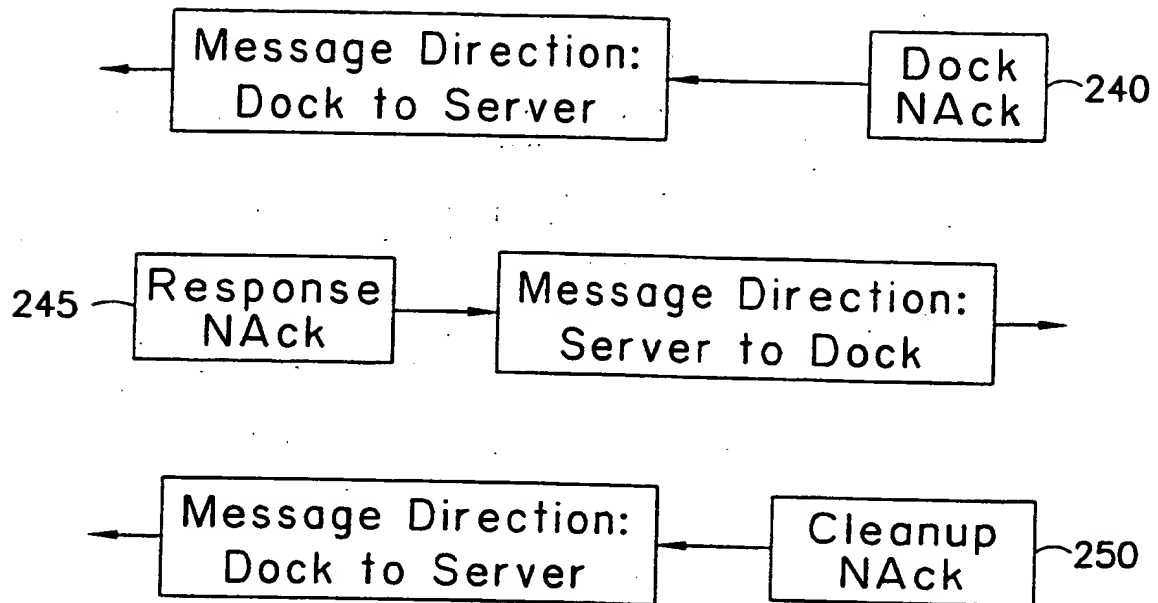 Message Direction:
Dock to Server
Dock
NAck
240
245
Response
NAck
Message Direction:
Server to Dock
Message Direction:
Dock to Server
Cleanup
NAck
250